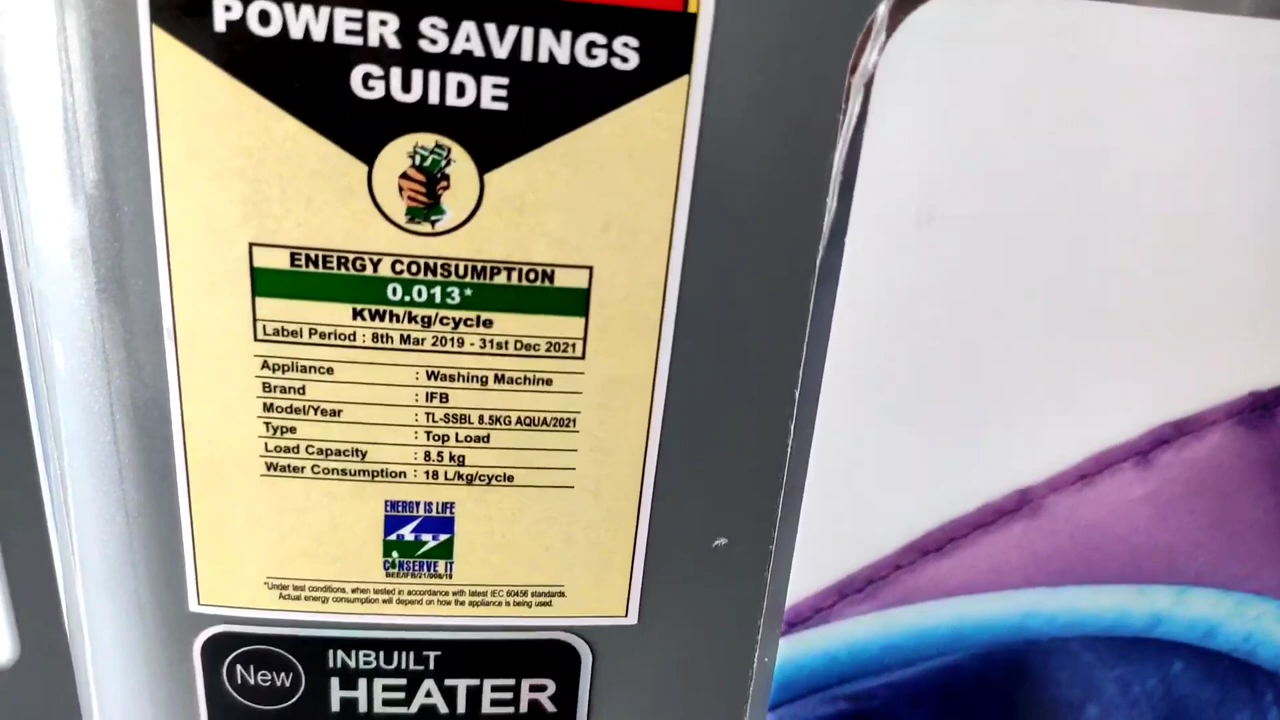 POWER SAVINGS
GUIDE
ENERGY CONSUMPTION
0.013*
KWh/kg/cycle
Label Period : 8th Mar 2019 - 31st Dec 2021
Appliance : Washing Machine
Brand : IFB
Model/Year : TL-SSBL 8.5KG AQUA/2021
Type : Top Load
Load Capacity : 8.5 kg
Water Consumption : 18 L/kg/cycle
ENERGY IS LIFE
BEE
CONSERVE IT
*Under test conditions, when tested in accordance with latest IEC 60456 standards.
Actual energy consumption will depend on how the appliance is being used.
New
INBUILT
HEATER